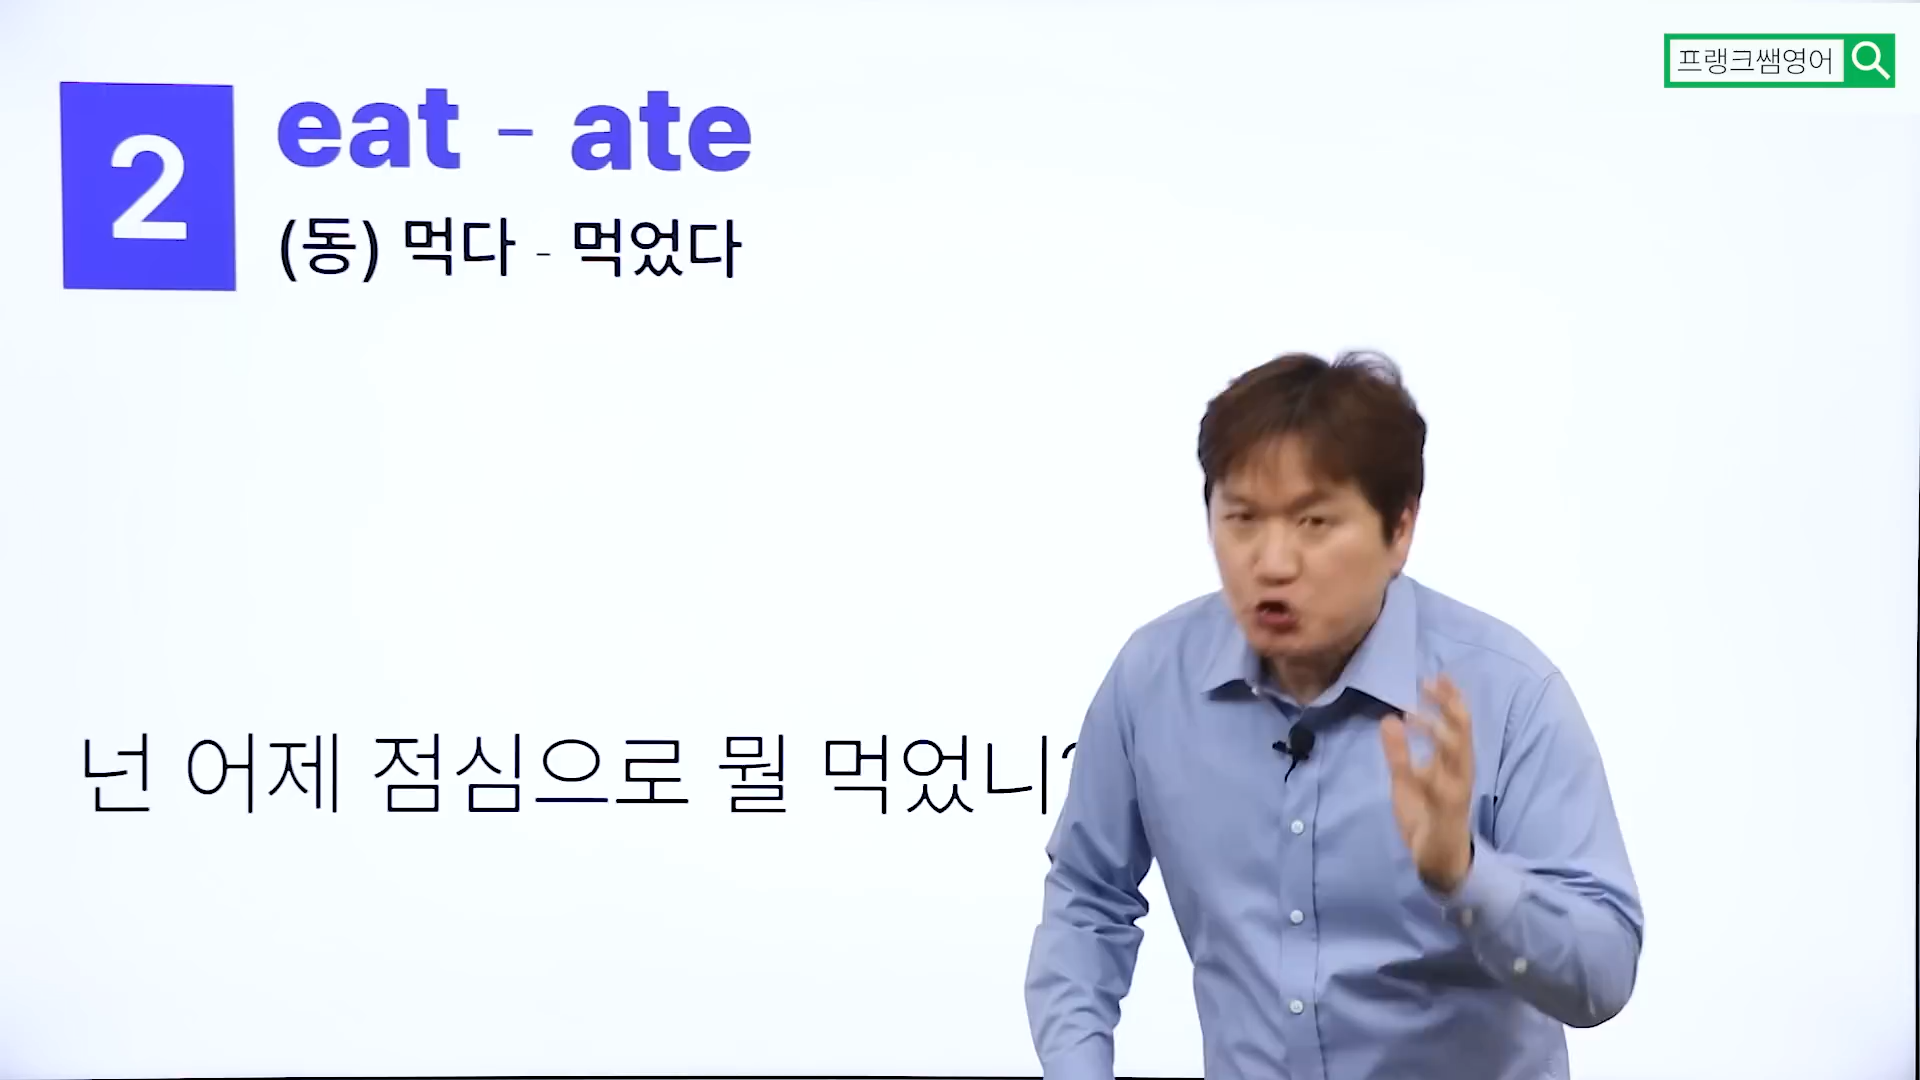 프랭크쌤영어
2
eat - ate
(동) 먹다 - 먹었다
넌 어제 점심으로 뭘 먹었니?